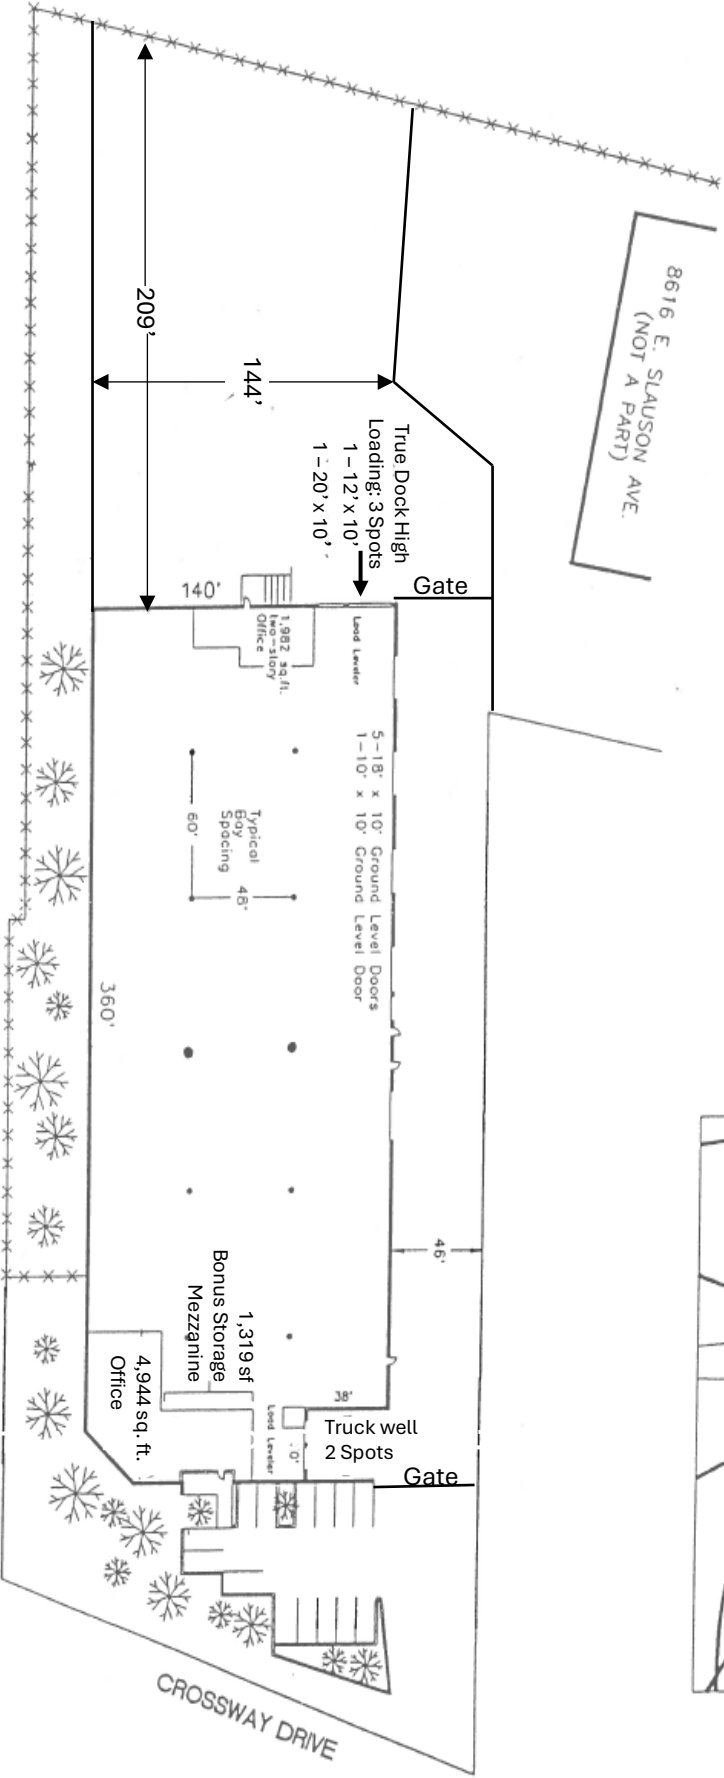 8616 E. SLAUSON AVE.
(NOT A PART)
209'
144'
True Dock High
Loading: 3 Spots
1 – 12' x 10'
1 – 20' x 10'
Gate
140'
1,982 sq.ft.
two-story
Office
Load Leveler
5-18' x 10' Ground Level Doors
1-10' x 10' Ground Level Door
Typical
Bay
Spacing
60'
48'
360'
46'
1,319 sf
Bonus Storage
Mezzanine
4,944 sq. ft.
Office
38'
Load Leveler
Truck well
2 Spots
Gate
CROSSWAY DRIVE